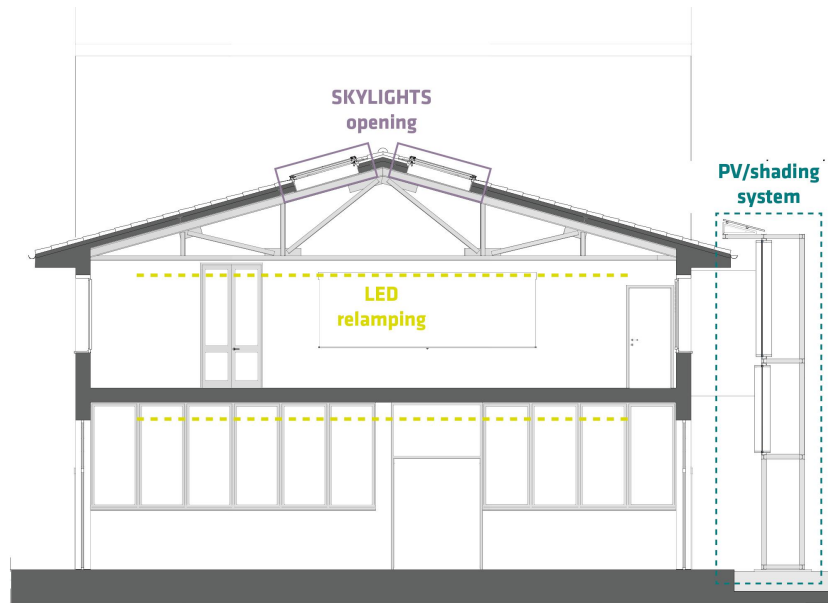 SKYLIGHTS
opening
PV/shading
system
LED
relamping